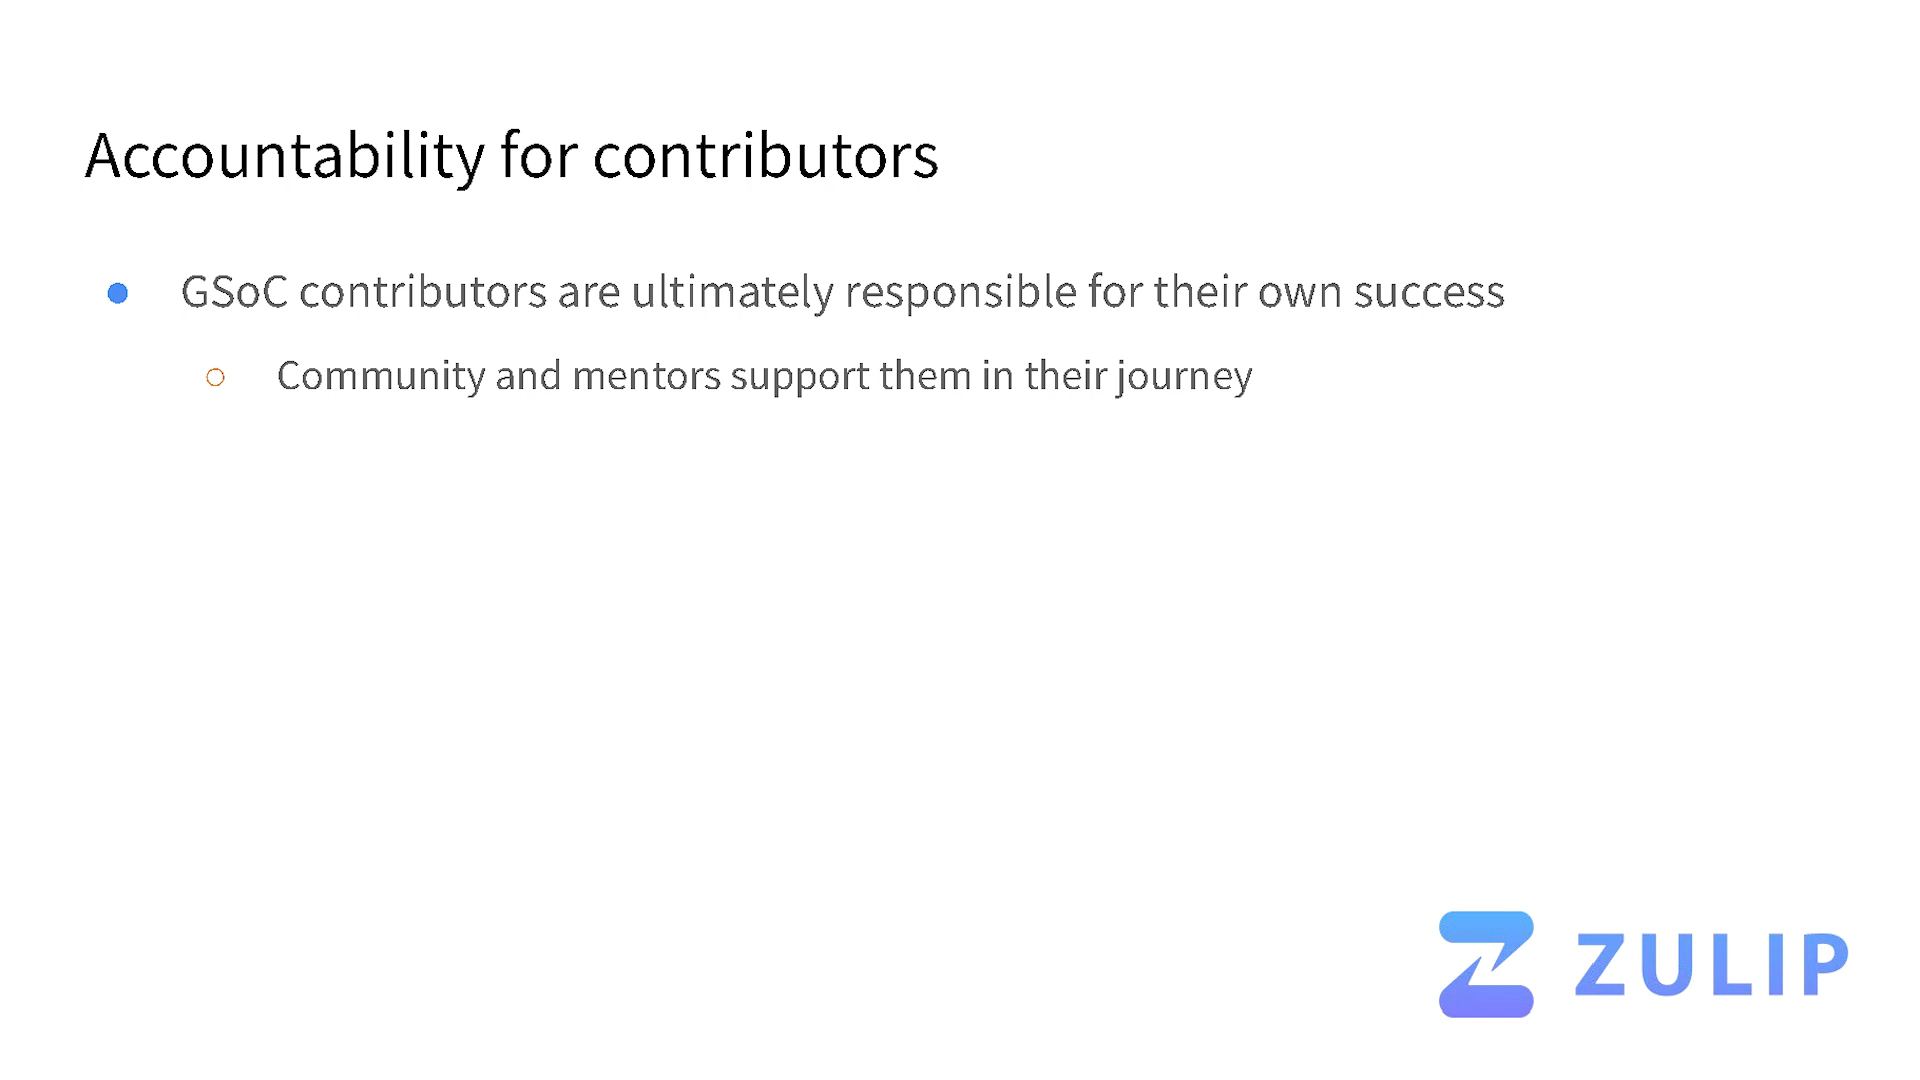 Accountability for contributors
● GSoC contributors are ultimately responsible for their own success
○ Community and mentors support them in their journey
ZULIP